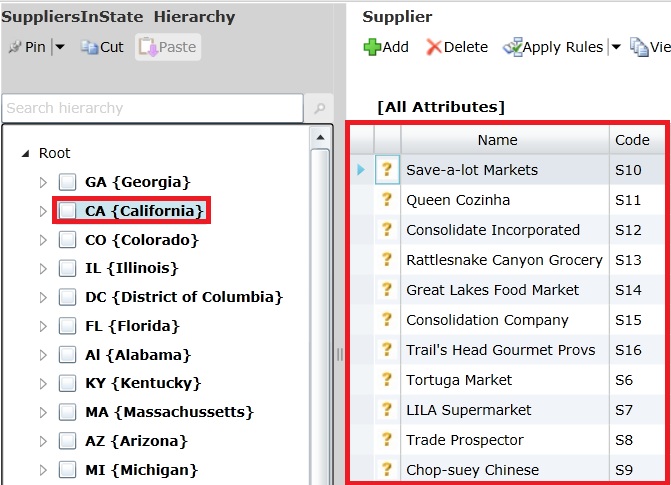 SuppliersInState Hierarchy
Pin Cut Paste
Search hierarchy
Root
GA {Georgia}
CA {California}
CO {Colorado}
IL {Illinois}
DC {District of Columbia}
FL {Florida}
Al {Alabama}
KY {Kentucky}
MA {Massachussetts}
AZ {Arizona}
MI {Michigan}
Supplier
Add Delete Apply Rules Vie
[All Attributes]
Name Code
? Save-a-lot Markets S10
? Queen Cozinha S11
? Consolidate Incorporated S12
? Rattlesnake Canyon Grocery S13
? Great Lakes Food Market S14
? Consolidation Company S15
? Trail's Head Gourmet Provs S16
? Tortuga Market S6
? LILA Supermarket S7
? Trade Prospector S8
? Chop-suey Chinese S9